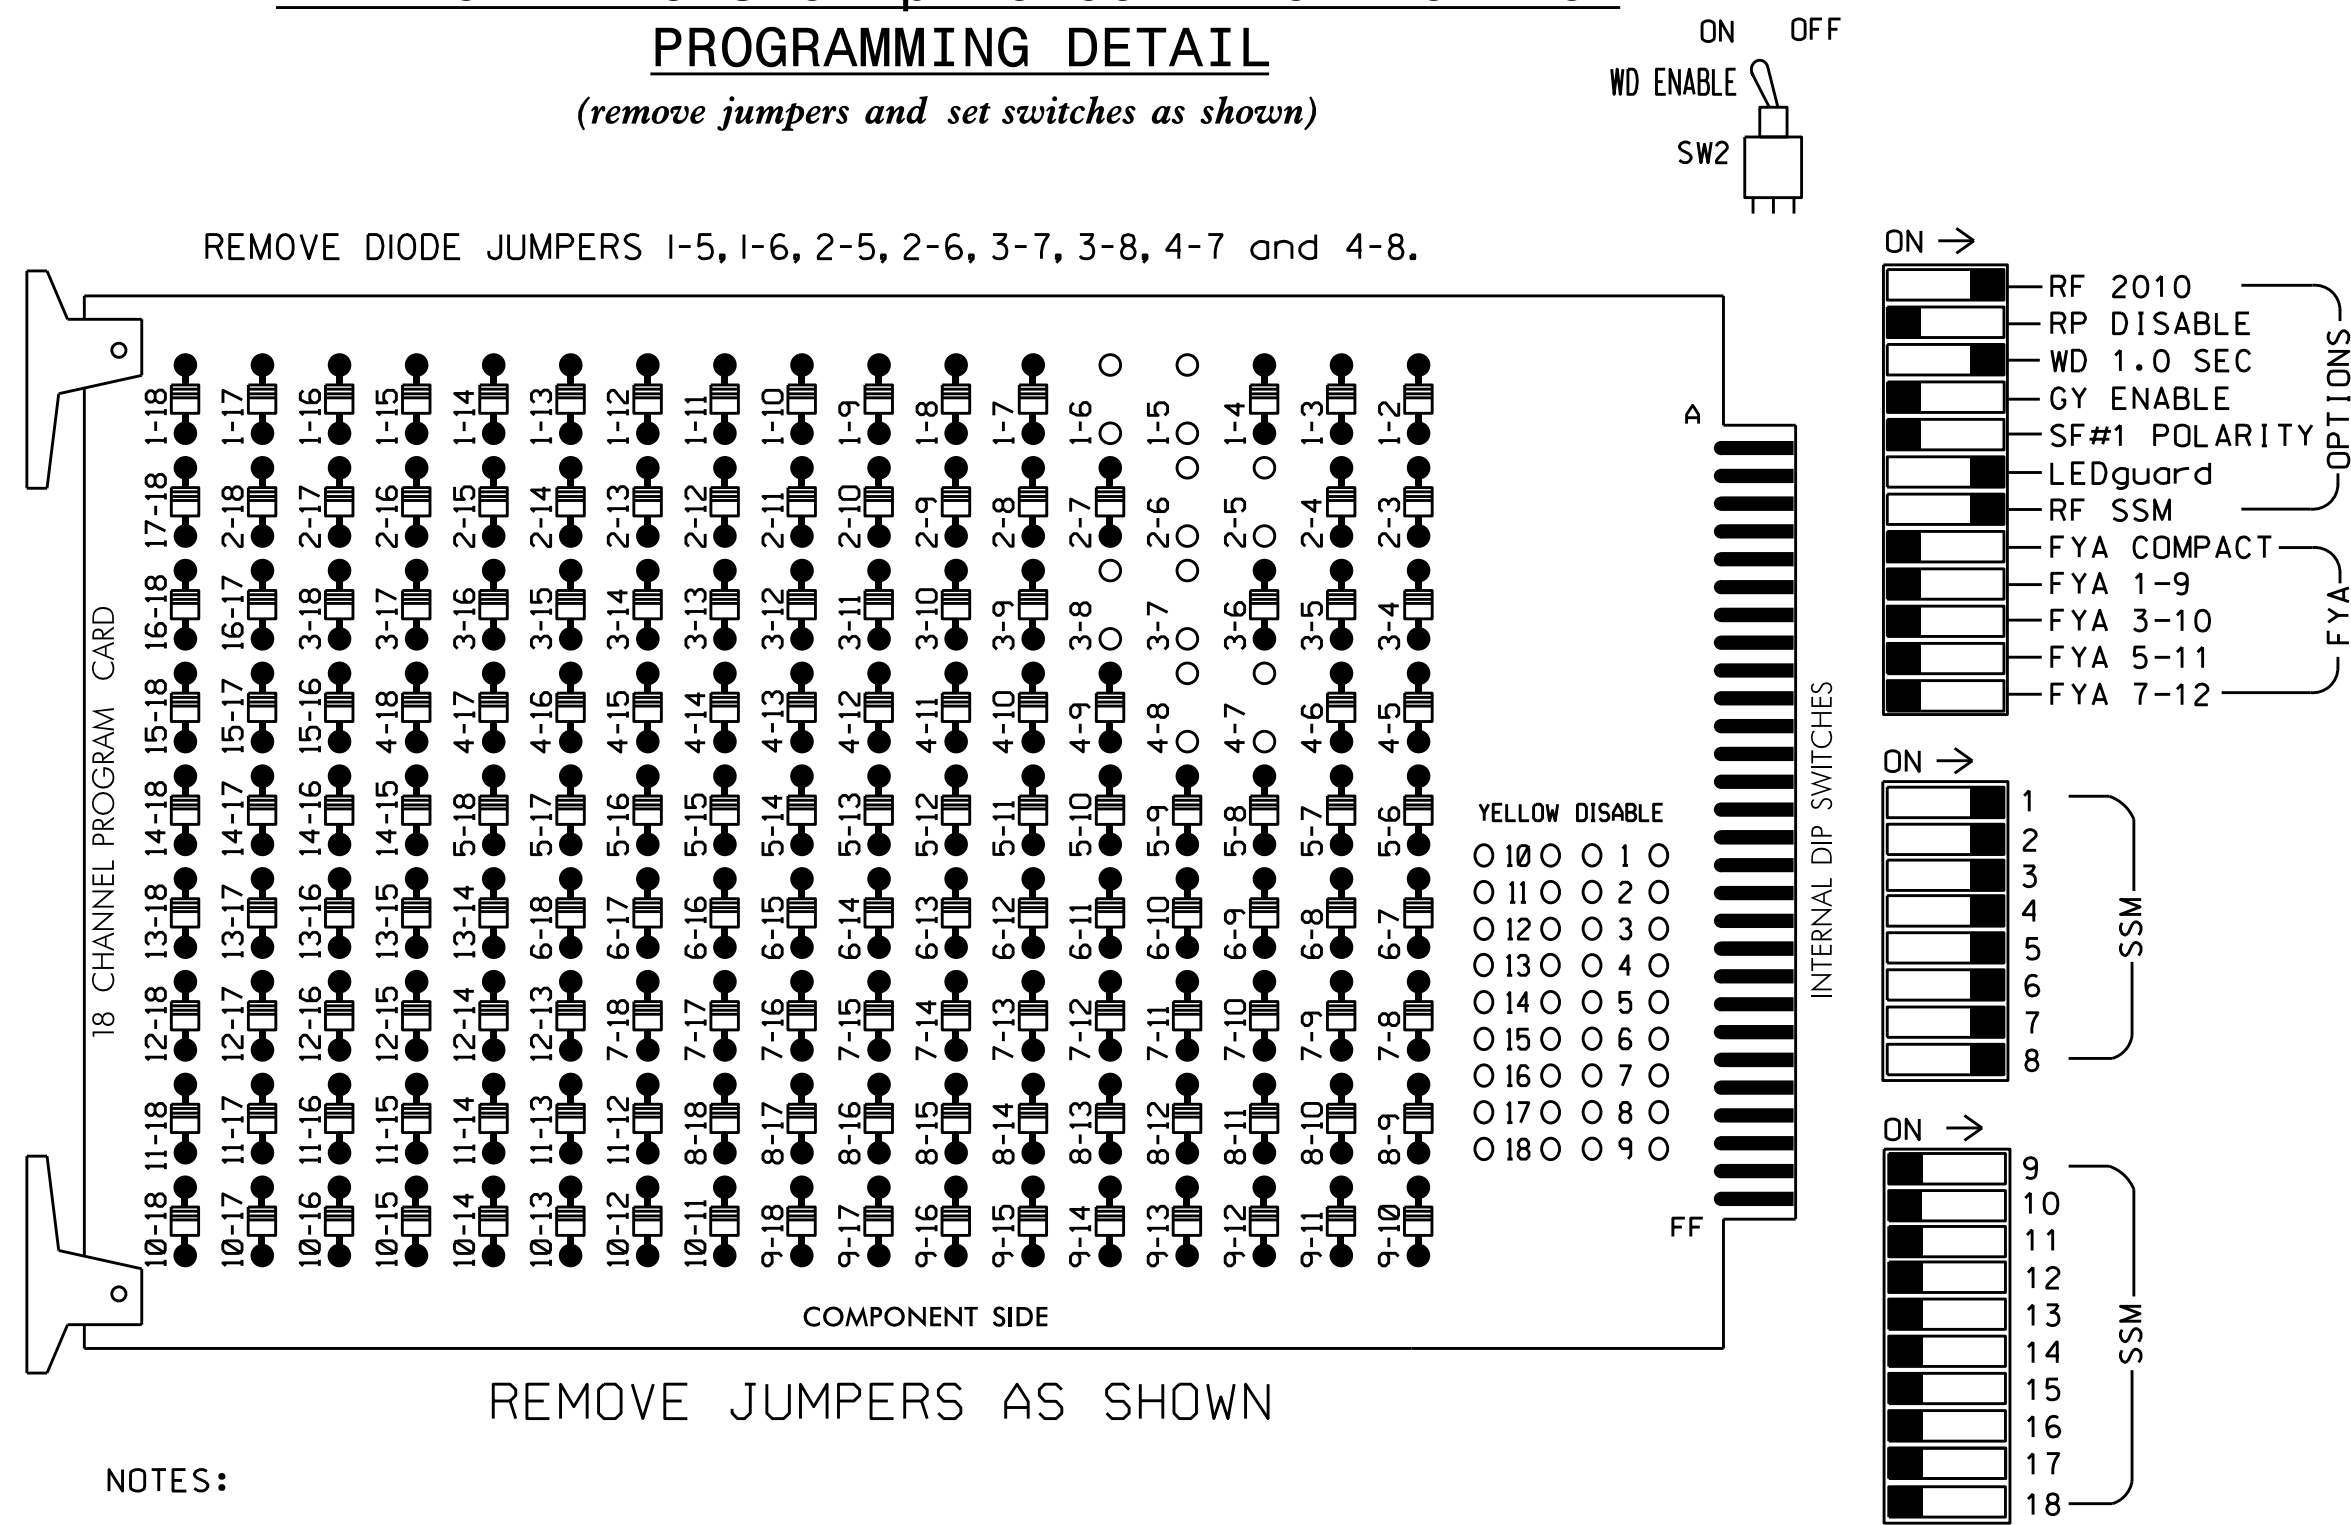 PROGRAMMING DETAIL
(remove jumpers and set switches as shown)
ON OFF
WD ENABLE
SW2
REMOVE DIODE JUMPERS 1-5, 1-6, 2-5, 2-6, 3-7, 3-8, 4-7 and 4-8.
18 CHANNEL PROGRAM CARD
1-18 1-17 1-16 1-15 1-14 1-13 1-12 1-11 1-10 1-9 1-8 1-7 1-6 1-5 1-4 1-3 1-2
17-18 2-18 2-17 2-16 2-15 2-14 2-13 2-12 2-11 2-10 2-9 2-8 2-7 2-6 2-5 2-4 2-3
16-18 16-17 3-18 3-17 3-16 3-15 3-14 3-13 3-12 3-11 3-10 3-9 3-8 3-7 3-6 3-5 3-4
15-18 15-17 15-16 4-18 4-17 4-16 4-15 4-14 4-13 4-12 4-11 4-10 4-9 4-8 4-7 4-6 4-5
14-18 14-17 14-16 14-15 5-18 5-17 5-16 5-15 5-14 5-13 5-12 5-11 5-10 5-9 5-8 5-7 5-6
13-18 13-17 13-16 13-15 13-14 6-18 6-17 6-16 6-15 6-14 6-13 6-12 6-11 6-10 6-9 6-8 6-7
12-18 12-17 12-16 12-15 12-14 12-13 7-18 7-17 7-16 7-15 7-14 7-13 7-12 7-11 7-10 7-9 7-8
11-18 11-17 11-16 11-15 11-14 11-13 11-12 8-18 8-17 8-16 8-15 8-14 8-13 8-12 8-11 8-10 8-9
10-18 10-17 10-16 10-15 10-14 10-13 10-12 10-11 9-18 9-17 9-16 9-15 9-14 9-13 9-12 9-11 9-10
A
FF
YELLOW DISABLE
10 1
11 2
12 3
13 4
14 5
15 6
16 7
17 8
18 9
COMPONENT SIDE
INTERNAL DIP SWITCHES
ON
RF 2010
RP DISABLE
WD 1.0 SEC
GY ENABLE
SF#1 POLARITY
LEDguard
RF SSM
OPTIONS
FYA COMPACT
FYA 1-9
FYA 3-10
FYA 5-11
FYA 7-12
FYA
ON
1
2
3
4
5
6
7
8
SSM
ON
9
10
11
12
13
14
15
16
17
18
SSM
REMOVE JUMPERS AS SHOWN
NOTES: